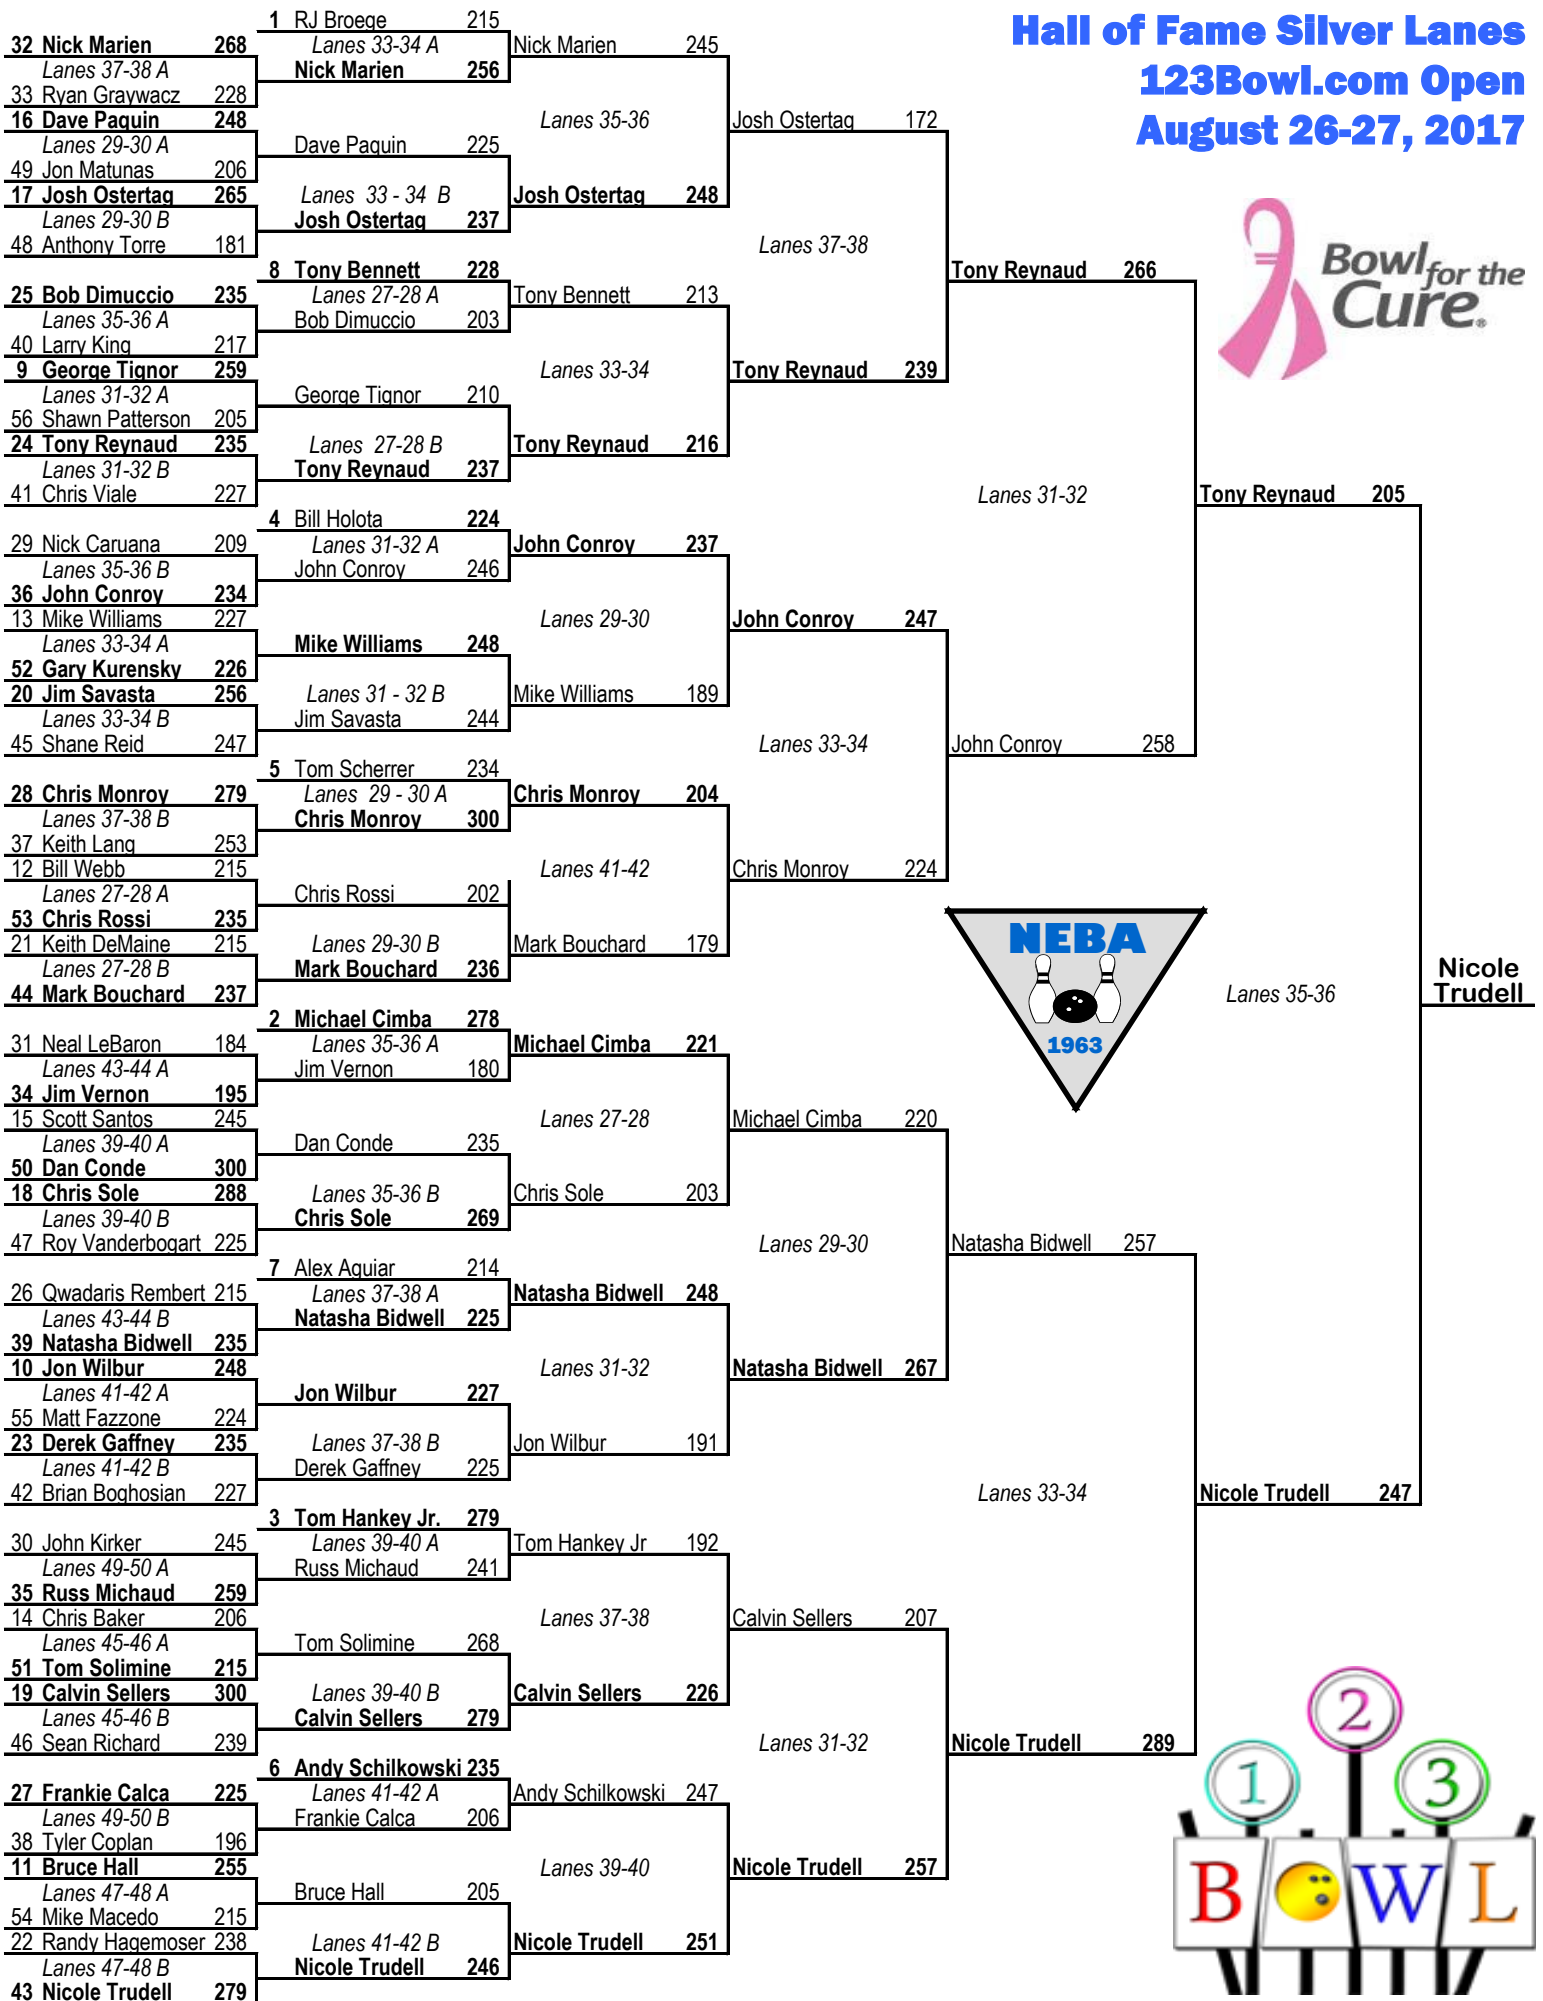 Hall of Fame Silver Lanes
123Bowl.com Open
August 26-27, 2017
Bowl for the
Cure®
1 RJ Broege 215
32 Nick Marien 268
Lanes 33-34 A
Nick Marien 245
Lanes 37-38 A
Nick Marien 256
33 Ryan Graywacz 228
16 Dave Paquin 248
Lanes 35-36
Josh Ostertag 172
Lanes 29-30 A
Dave Paquin 225
49 Jon Matunas 206
17 Josh Ostertag 265
Lanes 33 - 34 B
Josh Ostertag 248
Lanes 29-30 B
Josh Ostertag 237
48 Anthony Torre 181
Lanes 37-38
8 Tony Bennett 228
Tony Reynaud 266
25 Bob Dimuccio 235
Lanes 27-28 A
Tony Bennett 213
Lanes 35-36 A
Bob Dimuccio 203
40 Larry King 217
9 George Tignor 259
Lanes 33-34
Tony Reynaud 239
Lanes 31-32 A
George Tignor 210
56 Shawn Patterson 205
24 Tony Reynaud 235
Lanes 27-28 B
Tony Reynaud 216
Lanes 31-32 B
Tony Reynaud 237
41 Chris Viale 227
Lanes 31-32
Tony Reynaud 205
4 Bill Holota 224
29 Nick Caruana 209
Lanes 31-32 A
John Conroy 237
Lanes 35-36 B
John Conroy 246
36 John Conroy 234
13 Mike Williams 227
Lanes 29-30
John Conroy 247
Lanes 33-34 A
Mike Williams 248
52 Gary Kurensky 226
20 Jim Savasta 256
Lanes 31 - 32 B
Mike Williams 189
Lanes 33-34 B
Jim Savasta 244
45 Shane Reid 247
Lanes 33-34
John Conroy 258
5 Tom Scherrer 234
28 Chris Monroy 279
Lanes 29 - 30 A
Chris Monroy 204
Lanes 37-38 B
Chris Monroy 300
37 Keith Lang 253
12 Bill Webb 215
Lanes 41-42
Chris Monroy 224
Lanes 27-28 A
Chris Rossi 202
53 Chris Rossi 235
21 Keith DeMaine 215
Lanes 29-30 B
Mark Bouchard 179
Lanes 27-28 B
Mark Bouchard 236
44 Mark Bouchard 237
NEBA
1963
Lanes 35-36
Nicole
Trudell
2 Michael Cimba 278
31 Neal LeBaron 184
Lanes 35-36 A
Michael Cimba 221
Lanes 43-44 A
Jim Vernon 180
34 Jim Vernon 195
15 Scott Santos 245
Lanes 27-28
Michael Cimba 220
Lanes 39-40 A
Dan Conde 235
50 Dan Conde 300
18 Chris Sole 288
Lanes 35-36 B
Chris Sole 203
Lanes 39-40 B
Chris Sole 269
47 Roy Vanderbogart 225
Lanes 29-30
Natasha Bidwell 257
7 Alex Aguiar 214
26 Qwadaris Rembert 215
Lanes 37-38 A
Natasha Bidwell 248
Lanes 43-44 B
Natasha Bidwell 225
39 Natasha Bidwell 235
10 Jon Wilbur 248
Lanes 31-32
Natasha Bidwell 267
Lanes 41-42 A
Jon Wilbur 227
55 Matt Fazzone 224
23 Derek Gaffney 235
Lanes 37-38 B
Jon Wilbur 191
Lanes 41-42 B
Derek Gaffney 225
42 Brian Boghosian 227
Lanes 33-34
Nicole Trudell 247
3 Tom Hankey Jr. 279
30 John Kirker 245
Lanes 39-40 A
Tom Hankey Jr 192
Lanes 49-50 A
Russ Michaud 241
35 Russ Michaud 259
14 Chris Baker 206
Lanes 37-38
Calvin Sellers 207
Lanes 45-46 A
Tom Solimine 268
51 Tom Solimine 215
19 Calvin Sellers 300
Lanes 39-40 B
Calvin Sellers 226
Lanes 45-46 B
Calvin Sellers 279
46 Sean Richard 239
Lanes 31-32
Nicole Trudell 289
6 Andy Schilkowski 235
27 Frankie Calca 225
Lanes 41-42 A
Andy Schilkowski 247
Lanes 49-50 B
Frankie Calca 206
38 Tyler Coplan 196
11 Bruce Hall 255
Lanes 39-40
Nicole Trudell 257
Lanes 47-48 A
Bruce Hall 205
54 Mike Macedo 215
22 Randy Hagemoser 238
Lanes 41-42 B
Nicole Trudell 251
Lanes 47-48 B
Nicole Trudell 246
43 Nicole Trudell 279
1 2 3
B WL